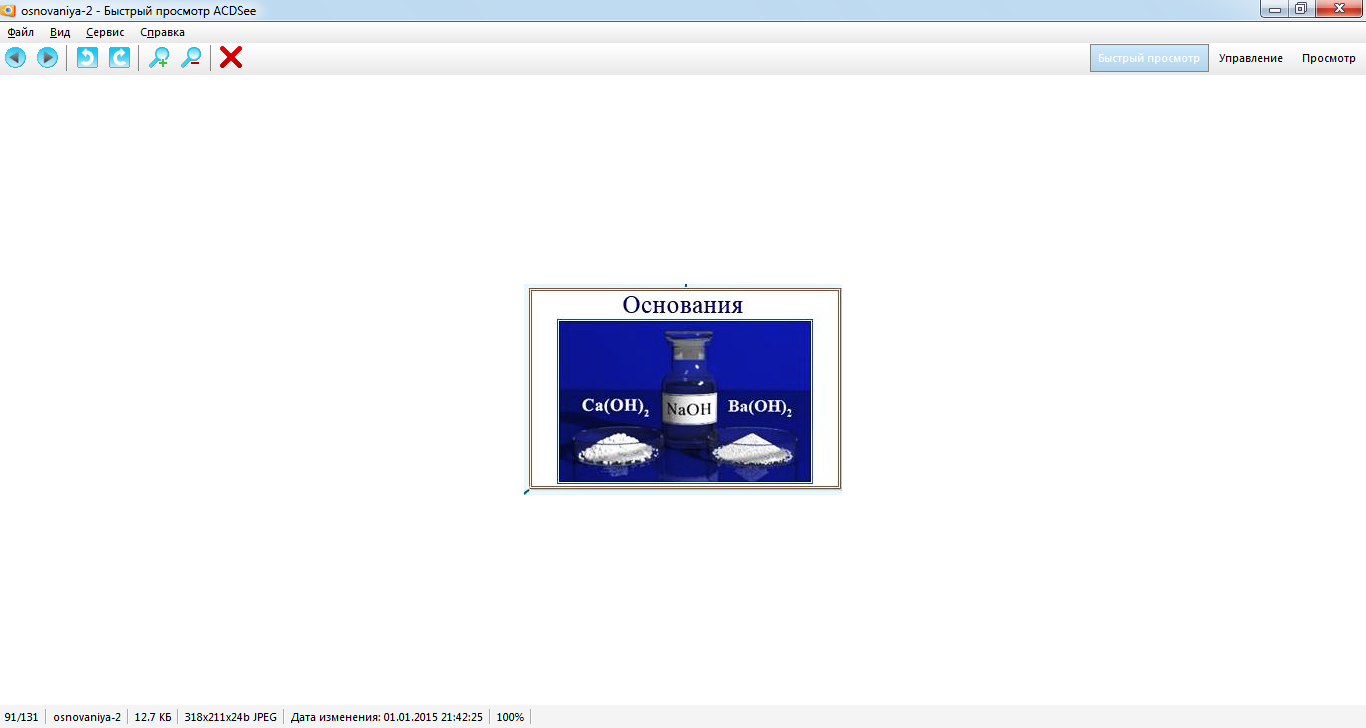 osnovaniya-2 - Быстрый просмотр ACDSee
Файл Вид Сервис Справка
Быстрый просмотр Управление Просмотр
Основания
Ca(OH)₂ NaOH Ba(OH)₂
91/131 osnovaniya-2 12.7 КБ 318x211x24b JPEG Дата изменения: 01.01.2015 21:42:25 100%